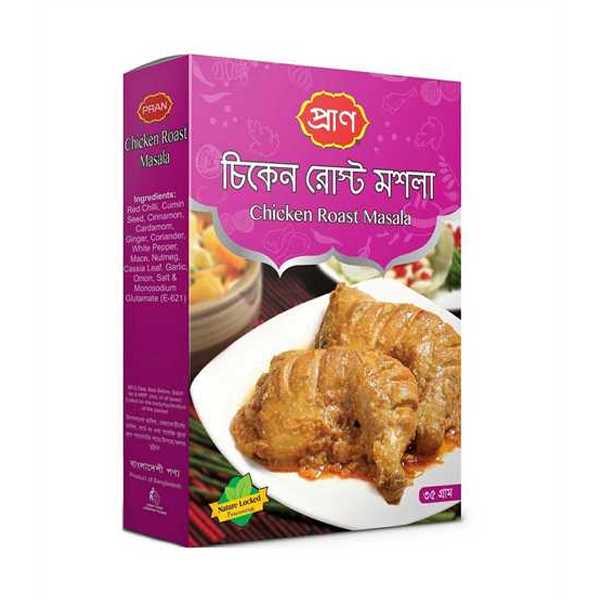 PRAN
Chicken Roast
Masala
Ingredients:
Red Chilli, Cumin
Seed, Cinnamon,
Cardamom,
Ginger, Coriander,
White Pepper,
Mace, Nutmeg,
Cassia Leaf, Garlic,
Onion, Salt &
Monosodium
Glutamate (E-621)
বাংলাদেশী পণ্য
Product of Bangladesh
প্রাণ
চিকেন রোস্ট মশলা
Chicken Roast Masala
Nature Locked
৩৫ গ্রাম